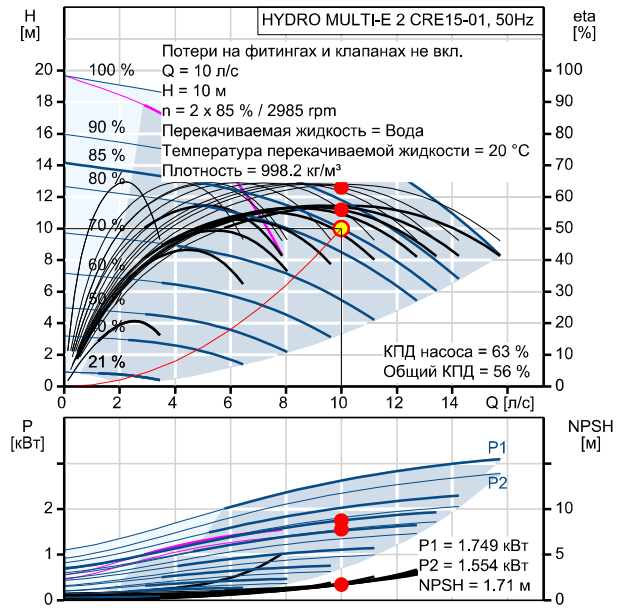 H
[м]
HYDRO MULTI-E 2 CRE15-01, 50Hz
eta
[%]
Потери на фитингах и клапанах не вкл.
Q = 10 л/с
H = 10 м
n = 2 x 85 % / 2985 rpm
Перекачиваемая жидкость = Вода
Температура перекачиваемой жидкости = 20 °C
Плотность = 998.2 кг/м³
20
18
16
14
12
10
8
6
4
2
0
100 %
90 %
85 %
80 %
70 %
60 %
50 %
40 %
21 %
100
90
80
70
60
50
40
30
20
10
0
КПД насоса = 63 %
Общий КПД = 56 %
0
2
4
6
8
10
12
Q [л/с]
P
[кВт]
NPSH
[м]
2
1
0
P1
P2
10
5
0
P1 = 1.749 кВт
P2 = 1.554 кВт
NPSH = 1.71 м